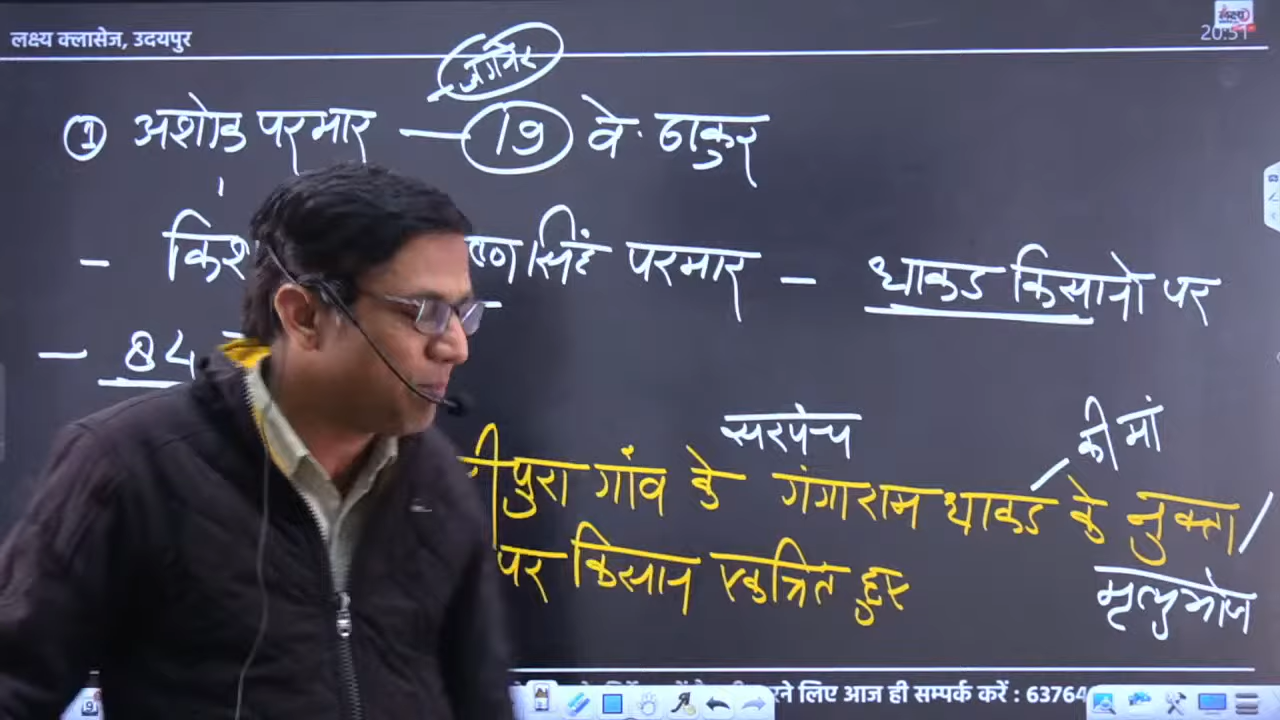 लक्ष्य क्लासेज, उदयपुर
20:51
① अशोक परमार — 19 वे ठाकुर
- किश ष्ण सिंह परमार - धाकड किसानो पर
- 84
सरपंच
की मां
पुरा गांव के गंगाराम धाकड के नुक्ता /
पर किसान एकत्रित हुए
मृत्युभोज
लिए आज ही सम्पर्क करें : 63764